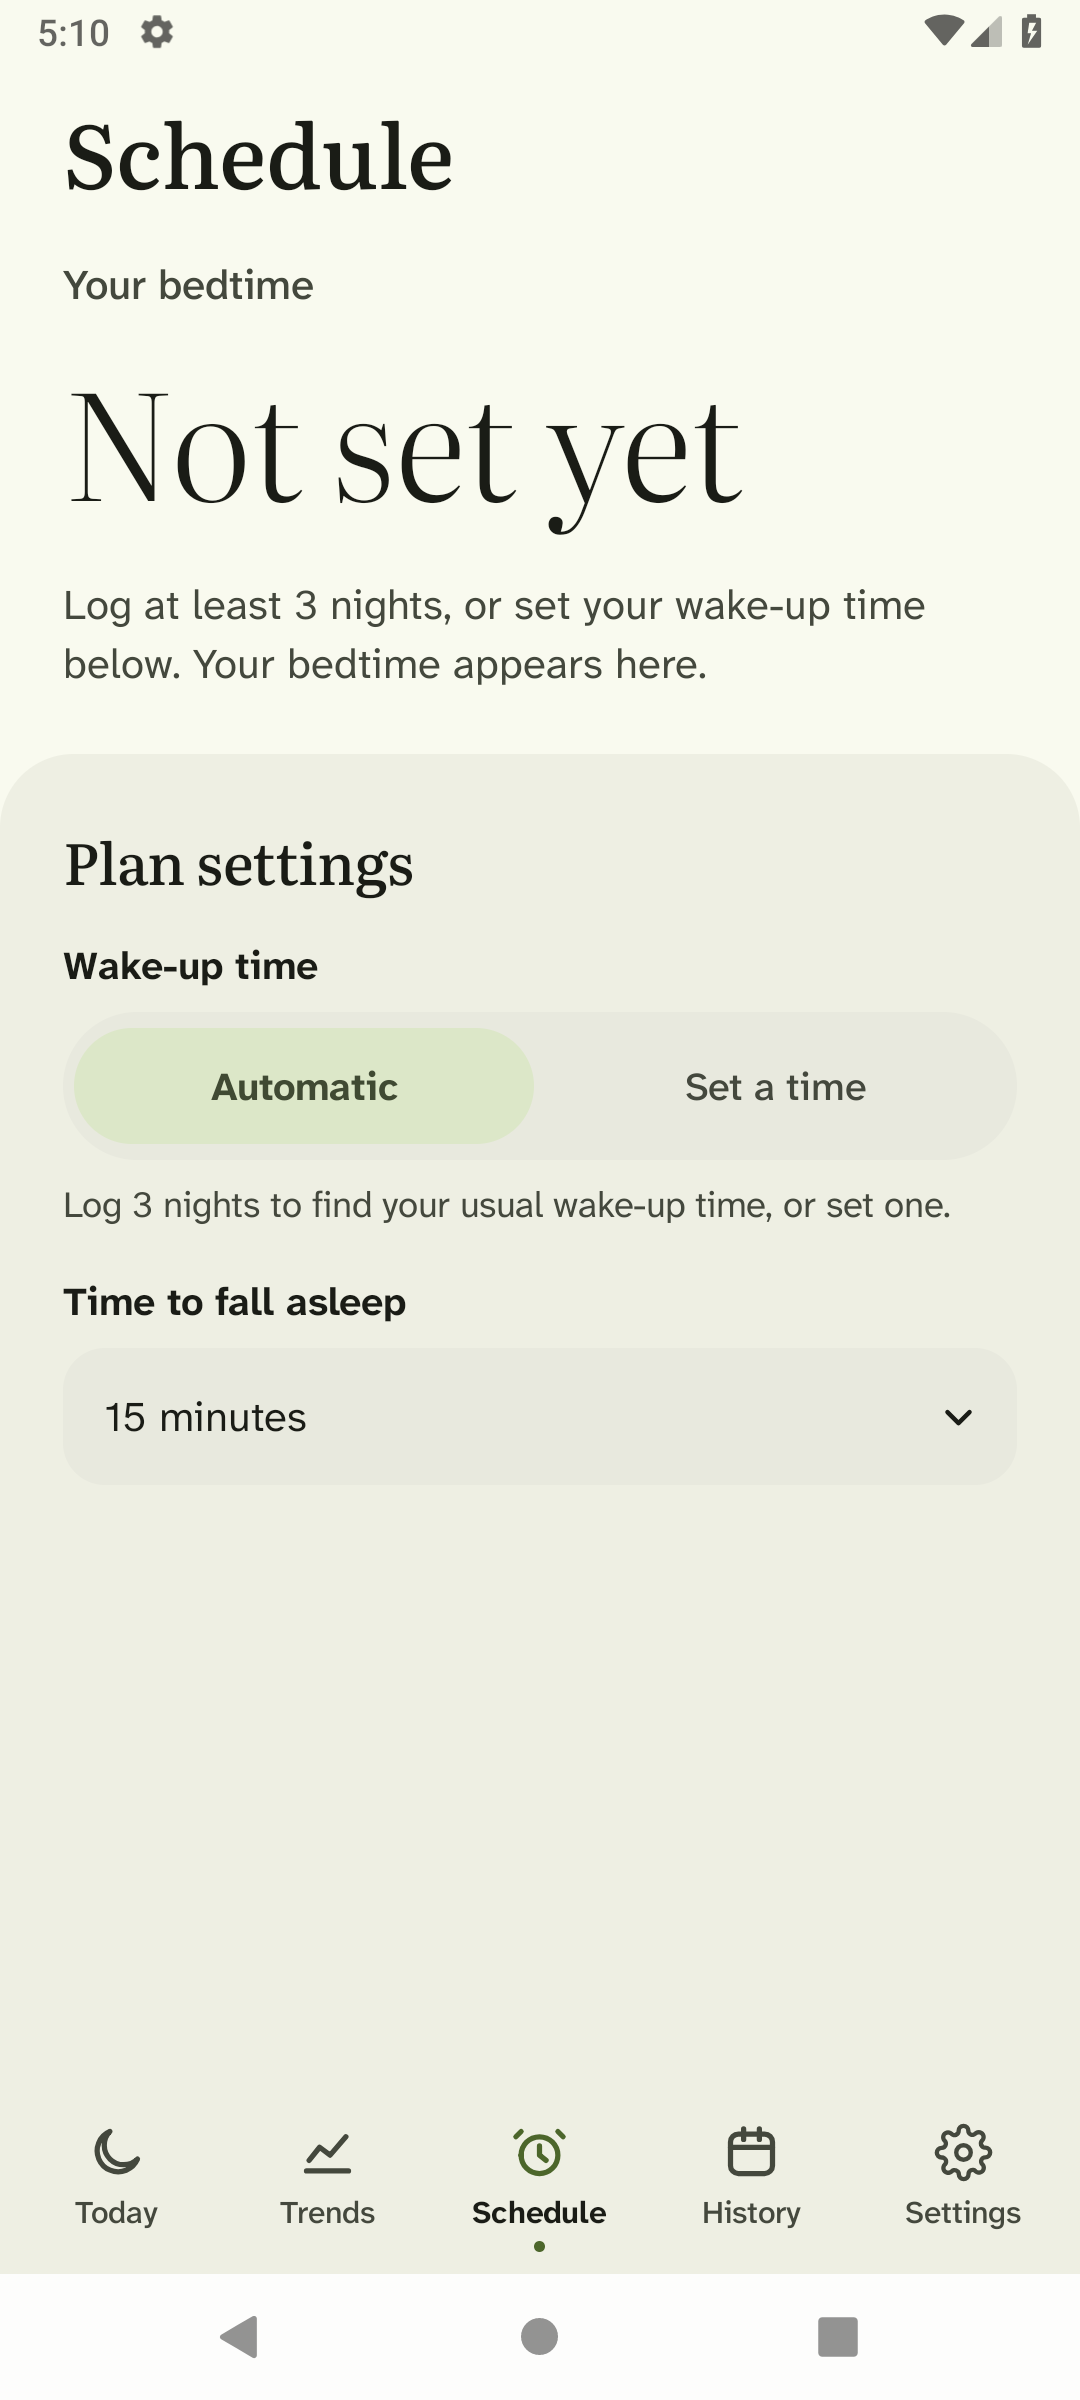 5:10
Schedule
Your bedtime
Not set yet
Log at least 3 nights, or set your wake-up time
below. Your bedtime appears here.
Plan settings
Wake-up time
Automatic
Set a time
Log 3 nights to find your usual wake-up time, or set one.
Time to fall asleep
15 minutes
Today
Trends
Schedule
History
Settings